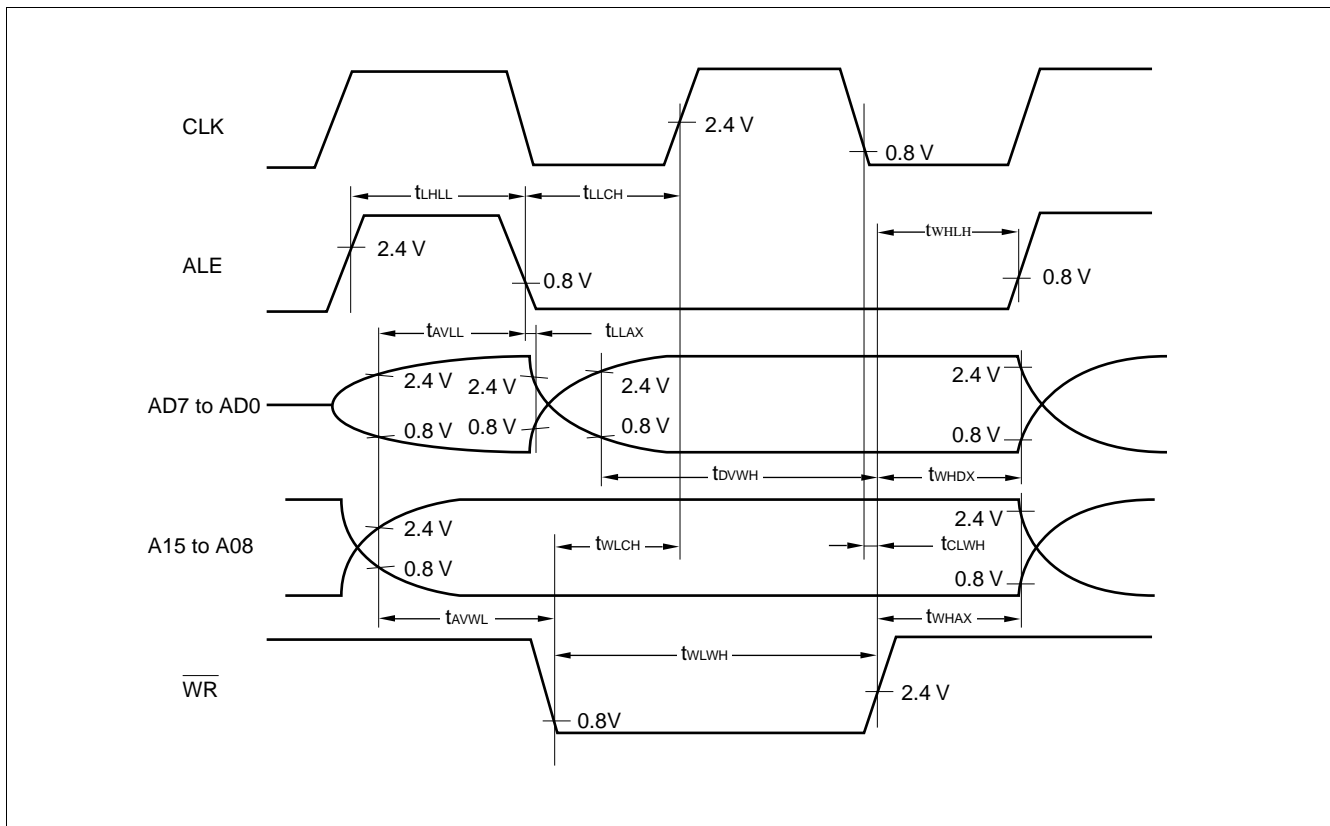 CLK
2.4 V
0.8 V
tLHLL
tLLCH
tWHLH
ALE
2.4 V
0.8 V
0.8 V
tAVLL
tLLAX
AD7 to AD0
2.4 V
2.4 V
2.4 V
2.4 V
0.8 V
0.8 V
0.8 V
0.8 V
tDVWH
tWHDX
A15 to A08
2.4 V
2.4 V
tWLCH
tCLWH
0.8 V
0.8 V
tAVWL
tWHAX
tWLWH
WR
0.8V
2.4 V